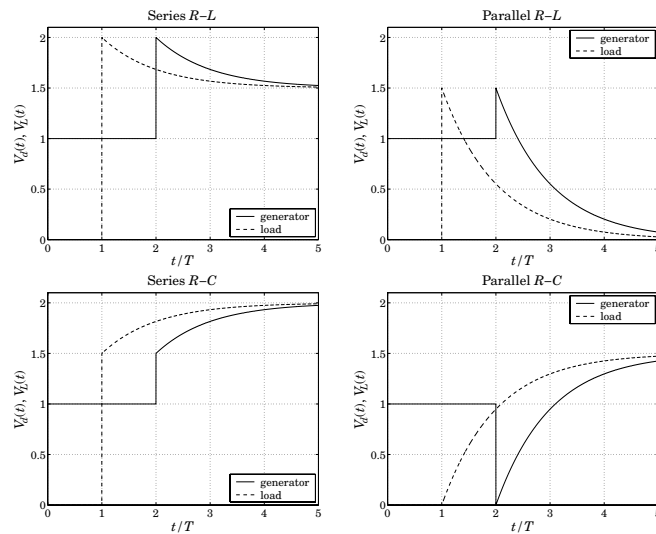 Series R–L
2
1.5
1
0.5
0
V_d(t), V_L(t)
generator
load
0 1 2 3 4 5
t/T
Parallel R–L
2
1.5
1
0.5
0
V_d(t), V_L(t)
generator
load
0 1 2 3 4 5
t/T
Series R–C
2
1.5
1
0.5
0
V_d(t), V_L(t)
generator
load
0 1 2 3 4 5
t/T
Parallel R–C
2
1.5
1
0.5
0
V_d(t), V_L(t)
generator
load
0 1 2 3 4 5
t/T